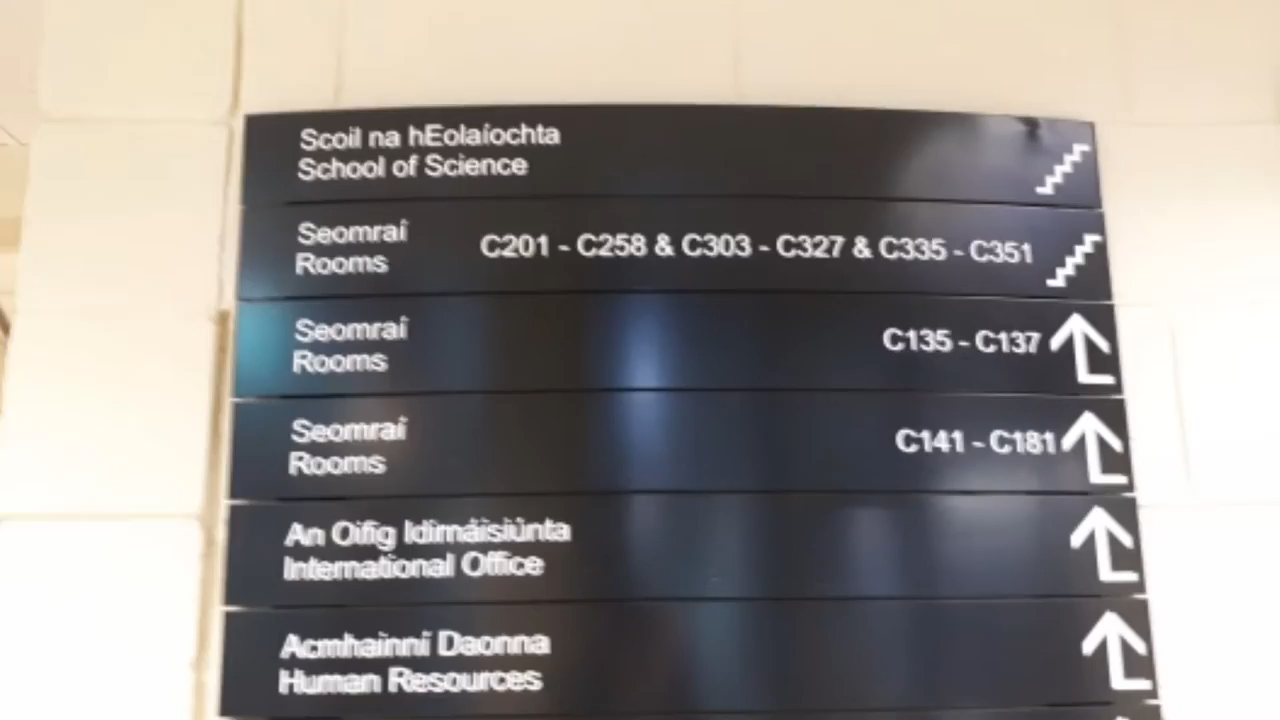 Scoil na hEolaíochta
School of Science
Seomraí
Rooms
C201 - C258 & C303 - C327 & C335 - C351
Seomraí
Rooms
C135 - C137
Seomraí
Rooms
C141 - C181
An Oifig Idirnáisiúnta
International Office
Acmhainní Daonna
Human Resources